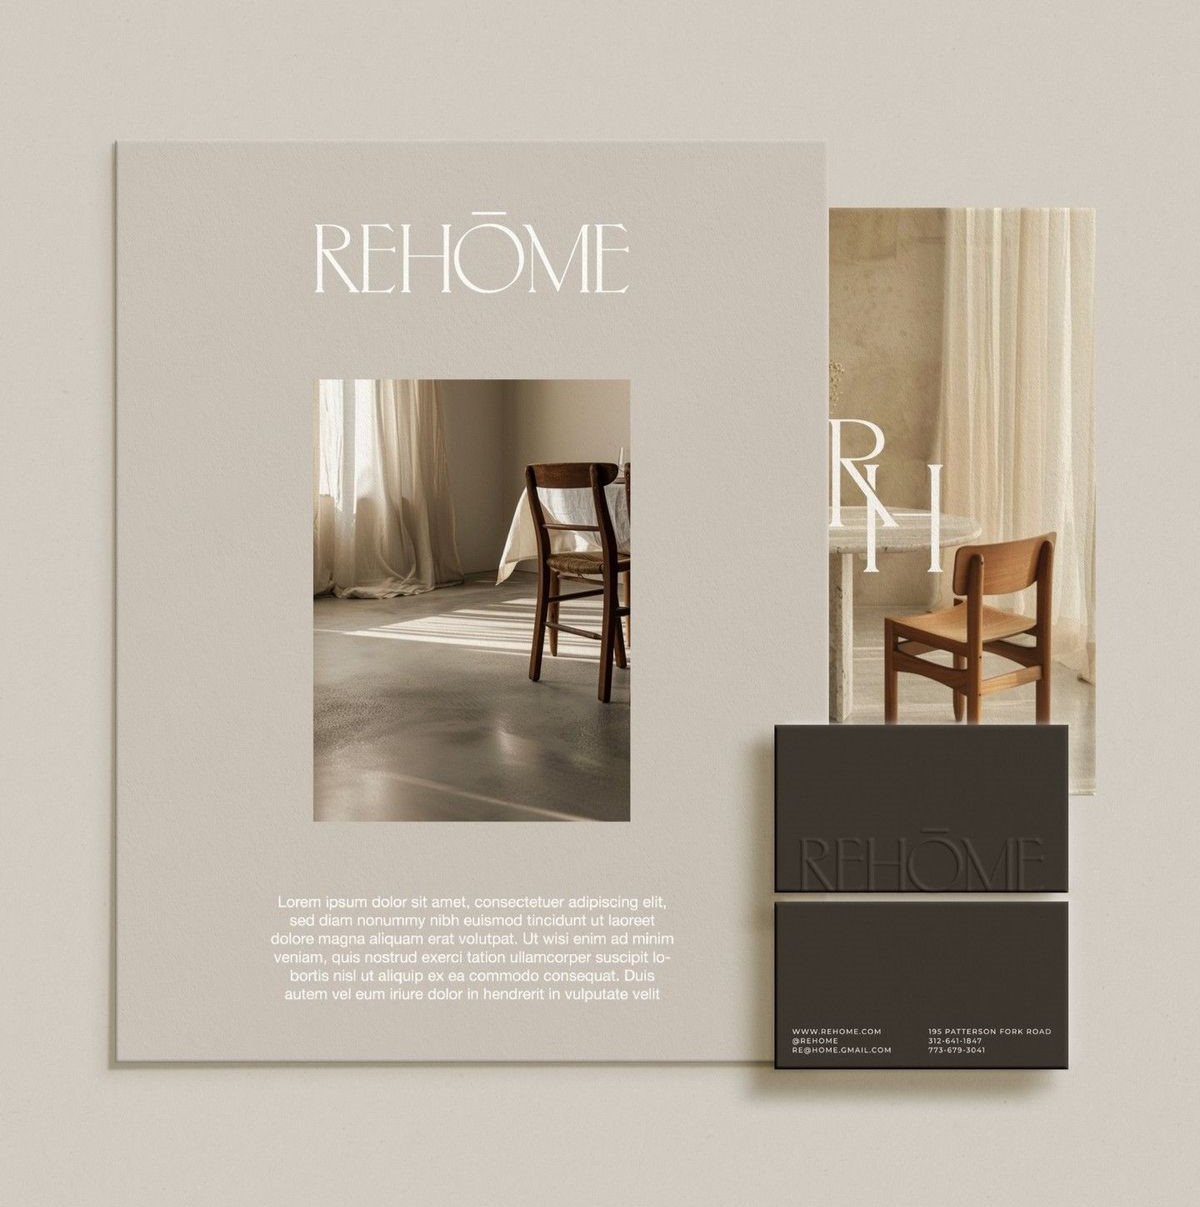 REHŌME
Lorem ipsum dolor sit amet, consectetuer adipiscing elit,
sed diam nonummy nibh euismod tincidunt ut laoreet
dolore magna aliquam erat volutpat. Ut wisi enim ad minim
veniam, quis nostrud exerci tation ullamcorper suscipit lo-
bortis nisl ut aliquip ex ea commodo consequat. Duis
autem vel eum iriure dolor in hendrerit in vulputate velit
RH
REHŌME
WWW.REHOME.COM
@REHOME
RE@HOME.GMAIL.COM
195 PATTERSON FORK ROAD
312-641-1847
773-679-3041